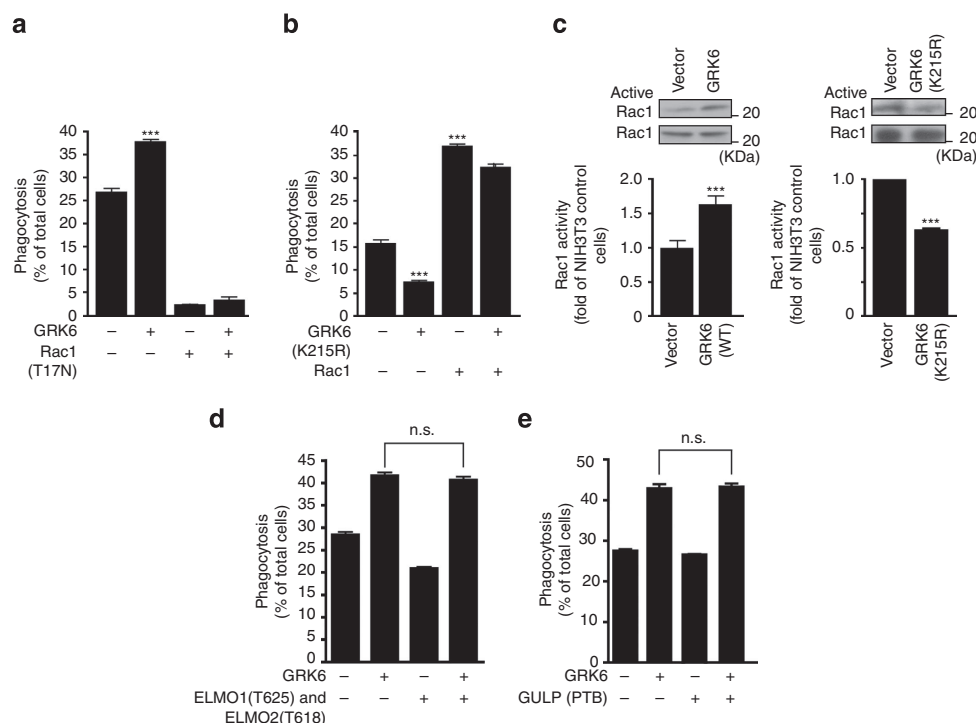 a
Phagocytosis
(% of total cells)
40
35
30
25
20
15
10
5
0
***
GRK6 – + – +
Rac1 – – + +
(T17N)
b
Phagocytosis
(% of total cells)
40
35
30
25
20
15
10
5
0
***
***
GRK6 – + – +
(K215R)
Rac1 – – + +
c
Vector
GRK6
Active
Rac1
20
Rac1
20
(KDa)
Rac1 activity
(fold of NIH3T3 control
cells)
2.0
1.5
1.0
0.5
0
***
Vector
GRK6
(WT)
Vector
GRK6
(K215R)
Active
Rac1
20
Rac1
20
(KDa)
Rac1 activity
(fold of NIH3T3 control
cells)
1.0
0.5
0
***
Vector
GRK6
(K215R)
d
n.s.
Phagocytosis
(% of total cells)
45
40
35
30
25
20
15
10
5
0
GRK6 – + – +
ELMO1(T625) and – – + +
ELMO2(T618)
e
n.s.
Phagocytosis
(% of total cells)
50
40
30
20
10
0
GRK6 – + – +
GULP (PTB) – – + +